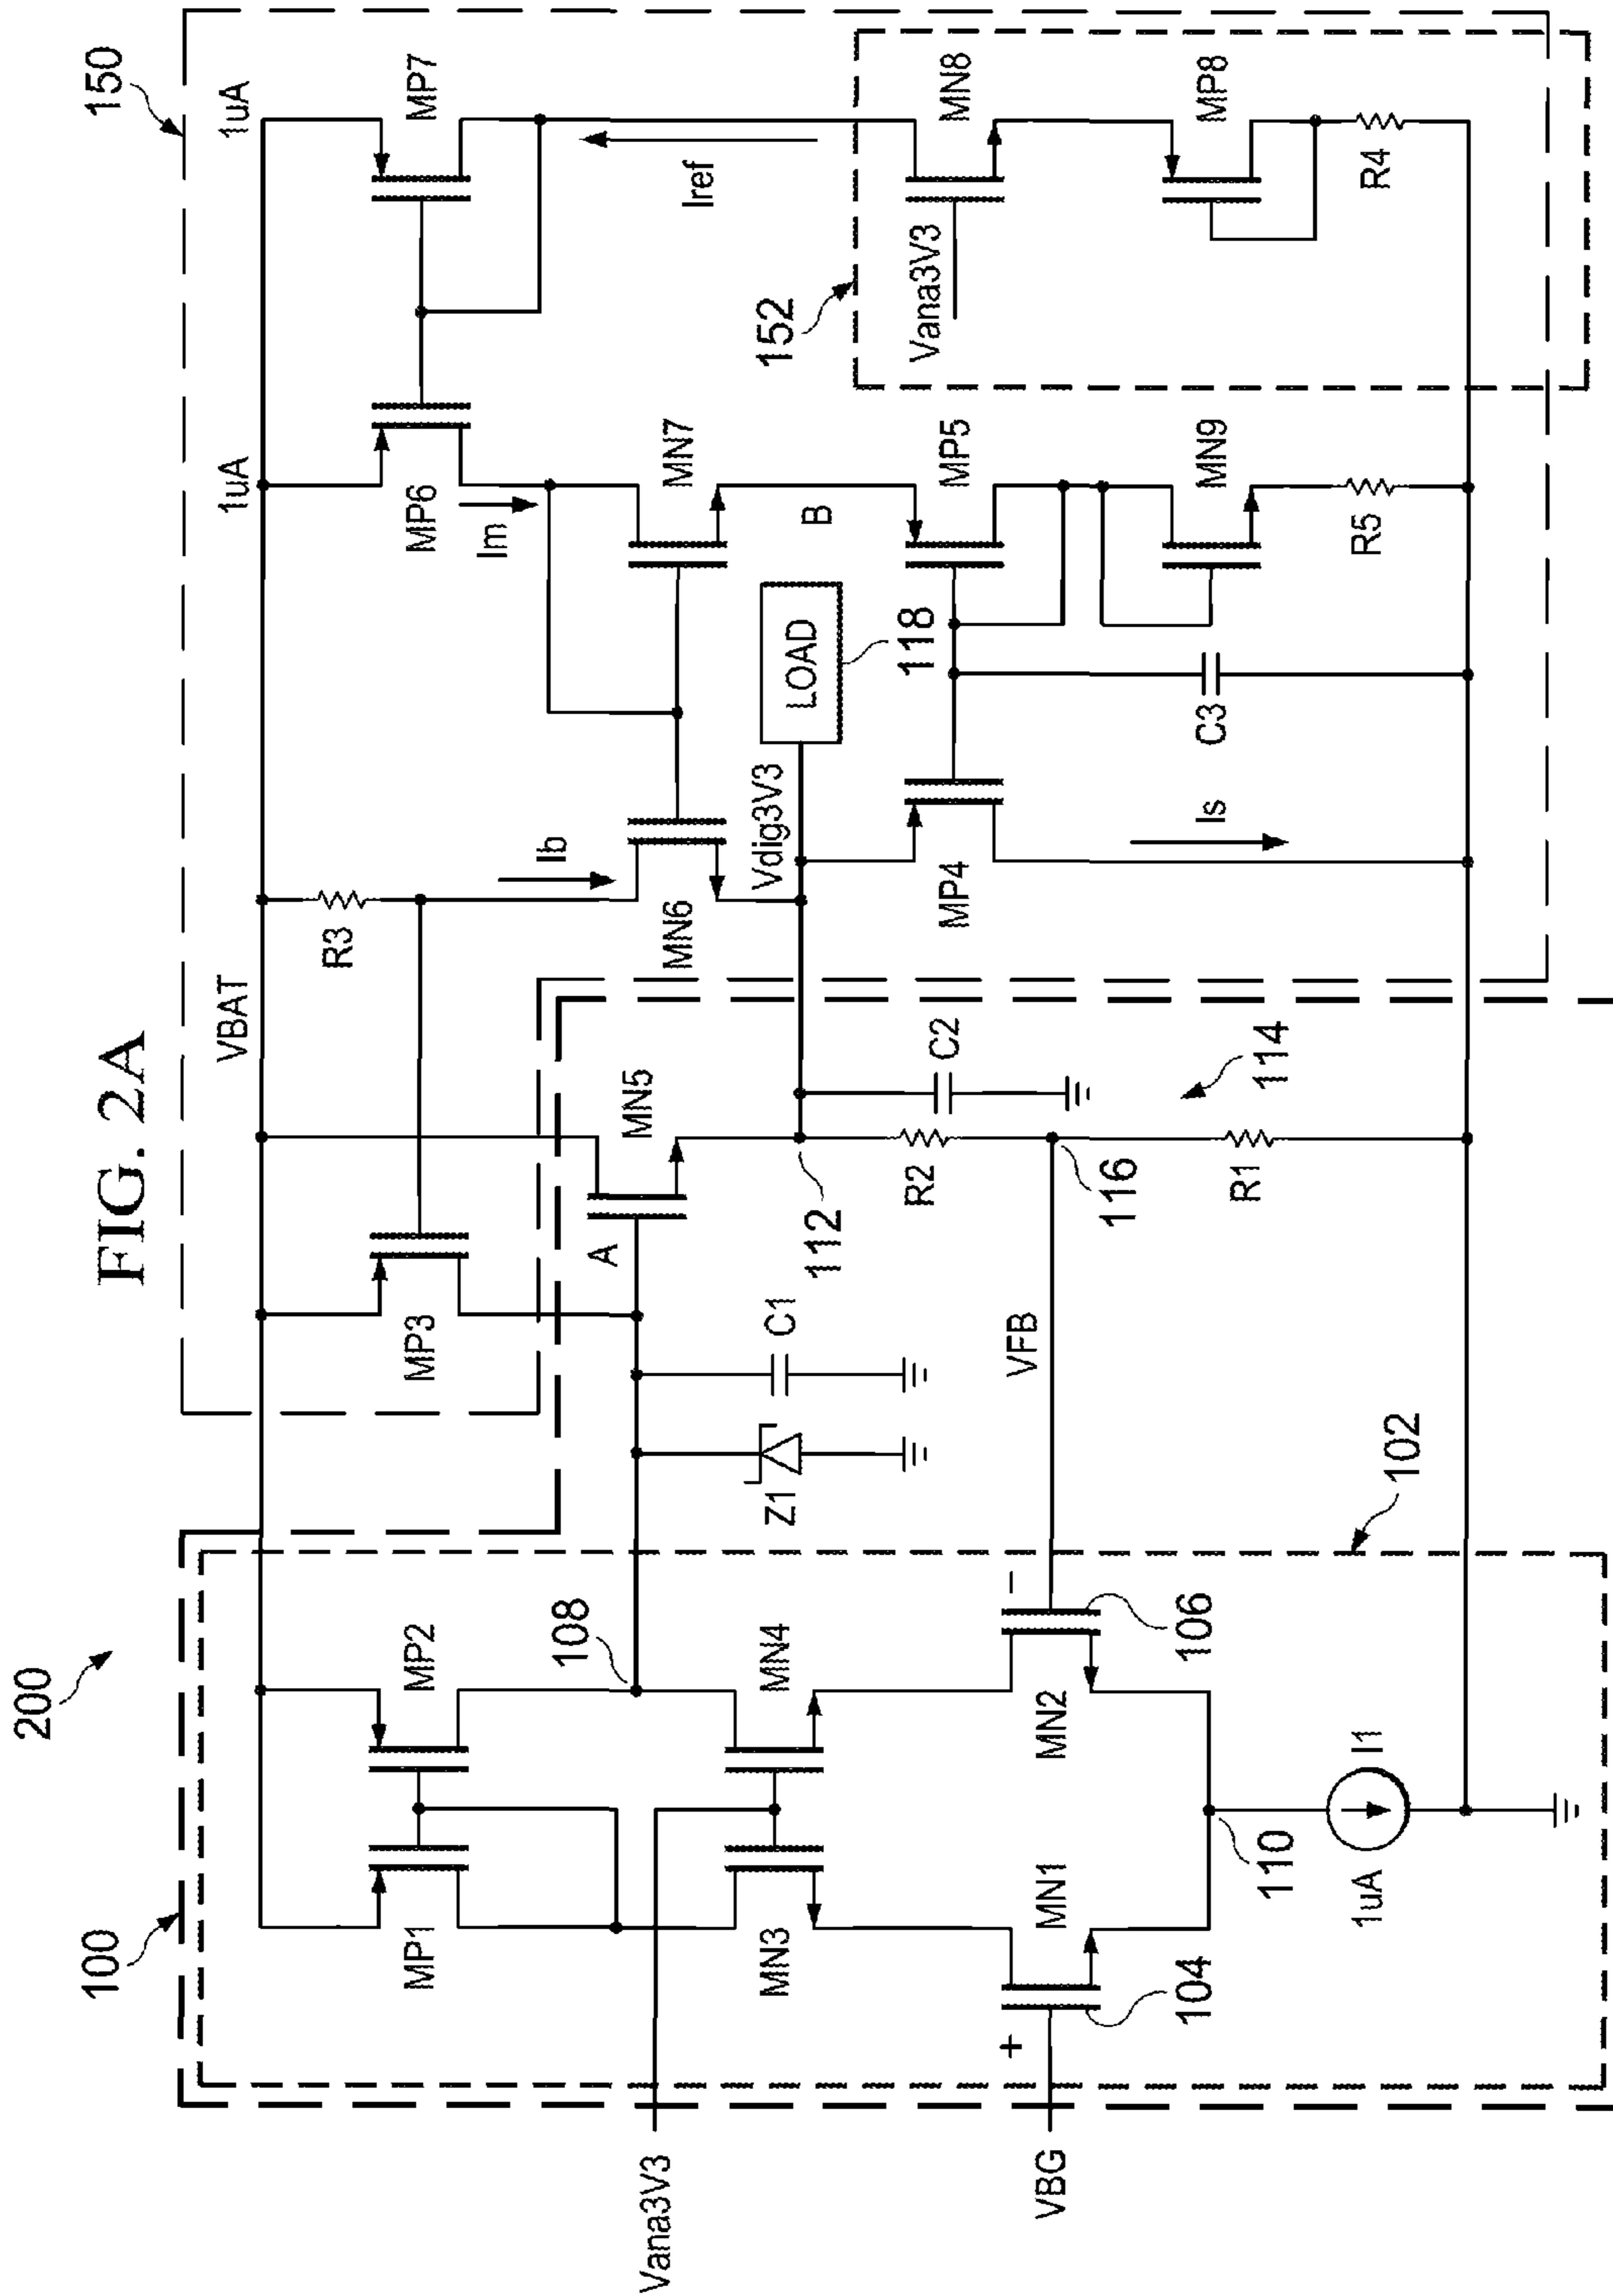 FIG. 2A
200
100
150
VBAT
1uA
1uA
MP1
MP2
MP3
R3
MP6
MP7
Im
Ib
Iref
108
A
MN5
MN6
MN7
152
Vana3V3
MN3
MN4
Z1
C1
112
Vdig3V3
LOAD
118
B
Vana3V3
MN8
VBG
+
104
MN1
MN2
–
106
VFB
116
R2
C2
114
MP4
MP5
MP8
110
1uA
I1
102
R1
Is
C3
MN9
R5
R4